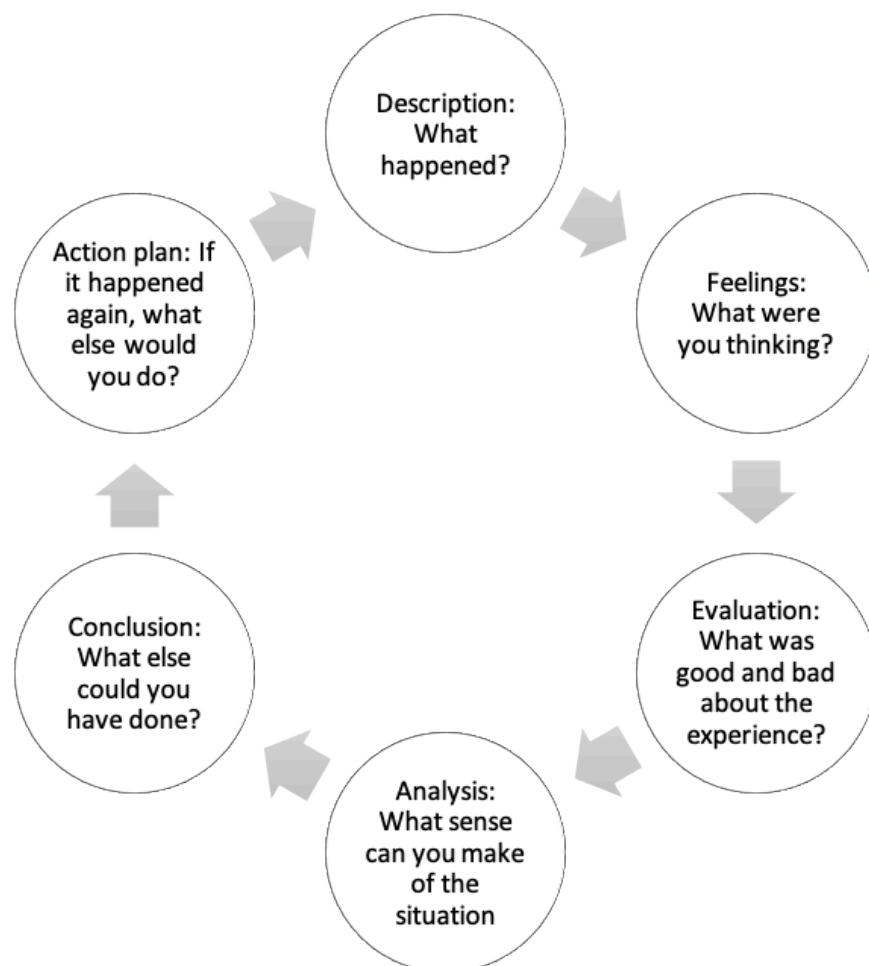 Description:
What
happened?
Feelings:
What were
you thinking?
Evaluation:
What was
good and bad
about the
experience?
Analysis:
What sense
can you make
of the
situation
Conclusion:
What else
could you
have done?
Action plan: If
it happened
again, what
else would
you do?